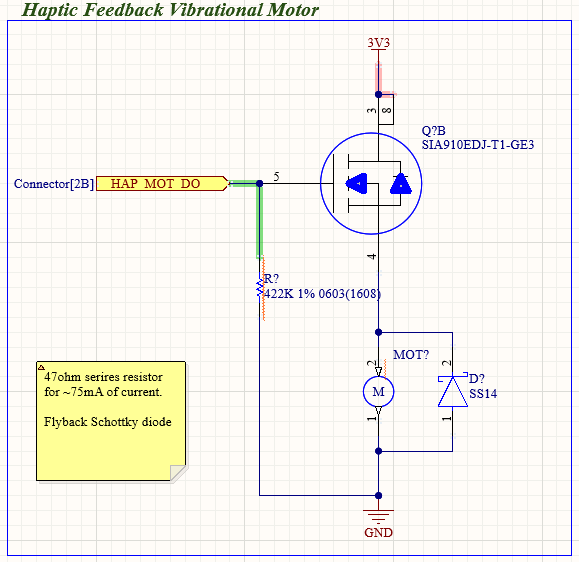 Haptic Feedback Vibrational Motor
3V3
3
8
Q?B
SIA910EDJ-T1-GE3
Connector[2B]
HAP_MOT_DO
5
4
R?
422K 1% 0603(1608)
2
MOT?
2
M
D?
SS14
1
1
47ohm serires resistor
for ~75mA of current.
Flyback Schottky diode
GND